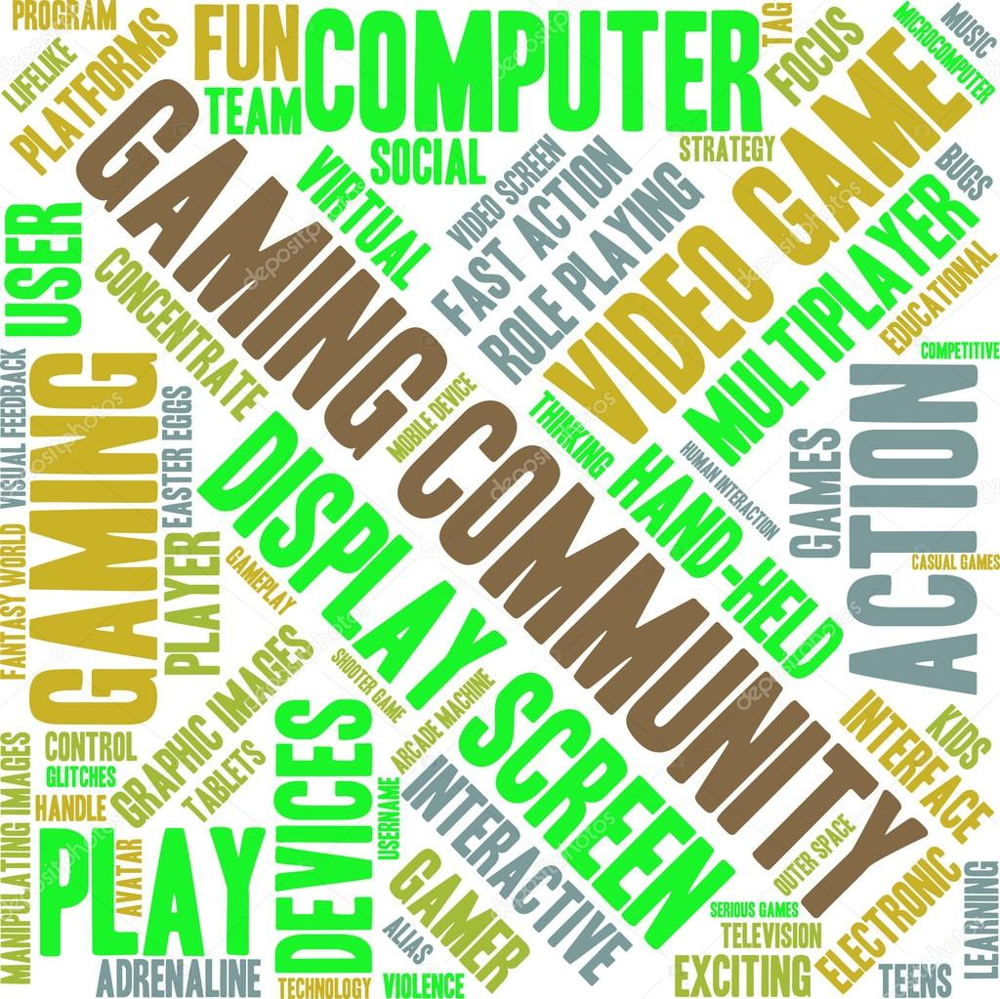 PROGRAM
LIFELIKE
PLATFORMS
FUN
TEAM
COMPUTER
TAG
FOCUS
MUSIC
MICROCOMPUTER
SOCIAL
STRATEGY
VIRTUAL
VIDEO SCREEN
FAST ACTION
ROLE PLAYING
VIDEO GAME
BUGS
MULTIPLAYER
EDUCATIONAL
COMPETITIVE
USER
CONCENTRATE
GAMING COMMUNITY
MOBILE DEVICE
THINKING
HUMAN INTERACTION
HAND-HELD
GAMES
ACTION
CASUAL GAMES
VISUAL FEEDBACK
FANTASY WORLD
GAMING
EASTER EGGS
PLAYER
GAMEPLAY
DISPLAY SCREEN
SHOOTER GAME
ARCADE MACHINE
GRAPHIC IMAGES
TABLETS
CONTROL
GLITCHES
HANDLE
MANIPULATING IMAGES
PLAY
AVATAR
ADRENALINE
DEVICES
TECHNOLOGY
USERNAME
INTERACTIVE
GAMER
ALIAS
VIOLENCE
INTERFACE
KIDS
OUTER SPACE
SERIOUS GAMES
TELEVISION
EXCITING
ELECTRONIC
TEENS
LEARNING
depositphotos